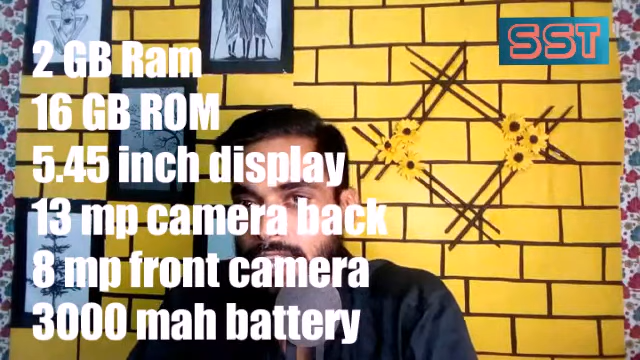 SST
2 GB Ram
16 GB ROM
5.45 inch display
13 mp camera back
8 mp front camera
3000 mah battery